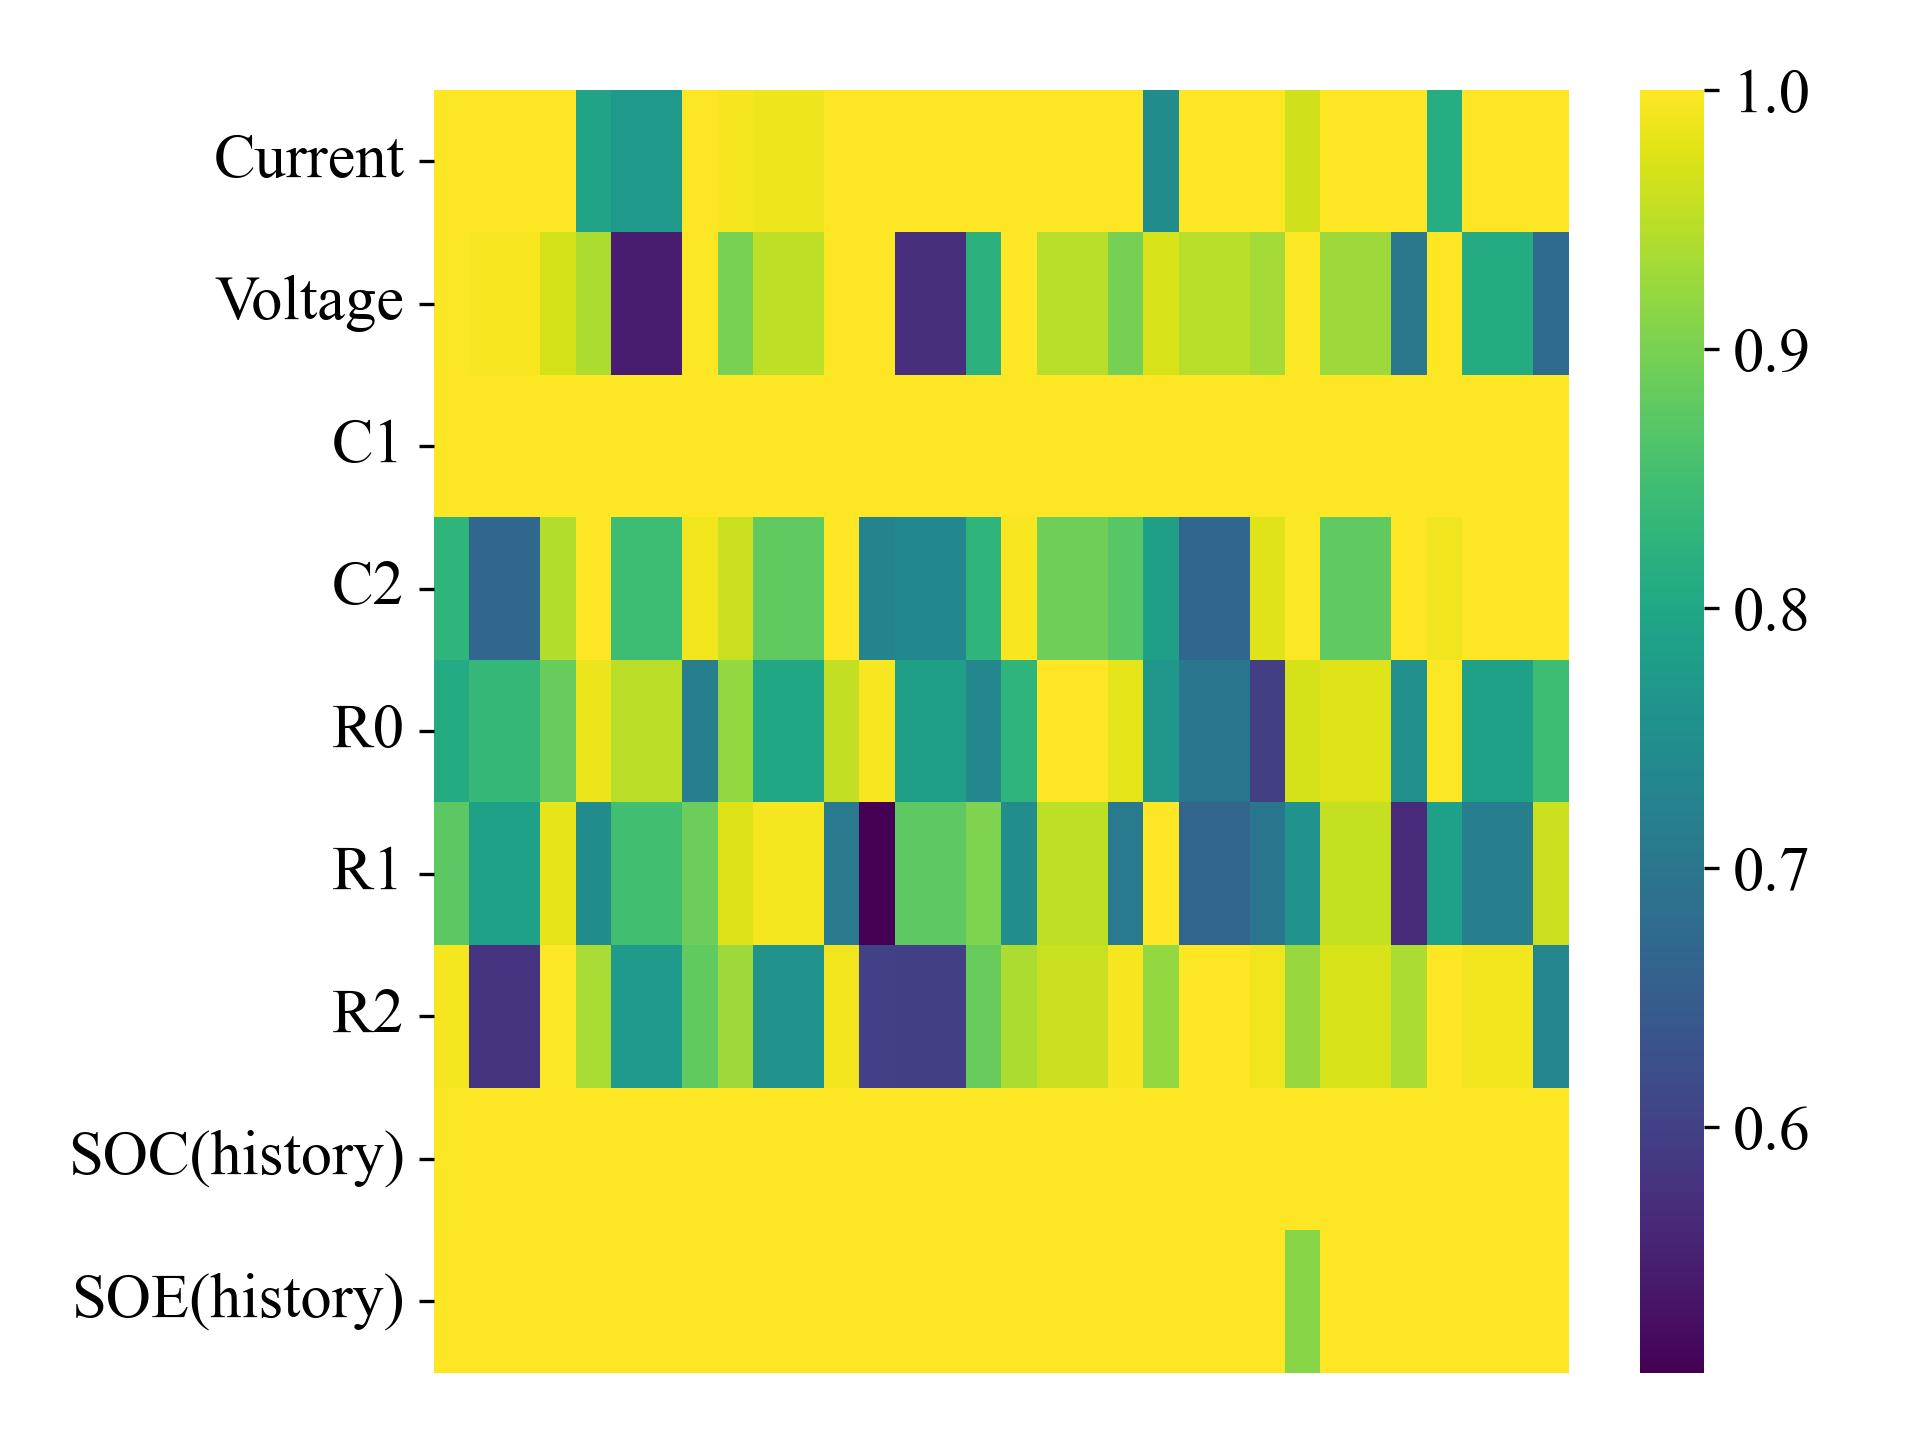 Current
Voltage
C1
C2
R0
R1
R2
SOC(history)
SOE(history)
1.0
0.9
0.8
0.7
0.6